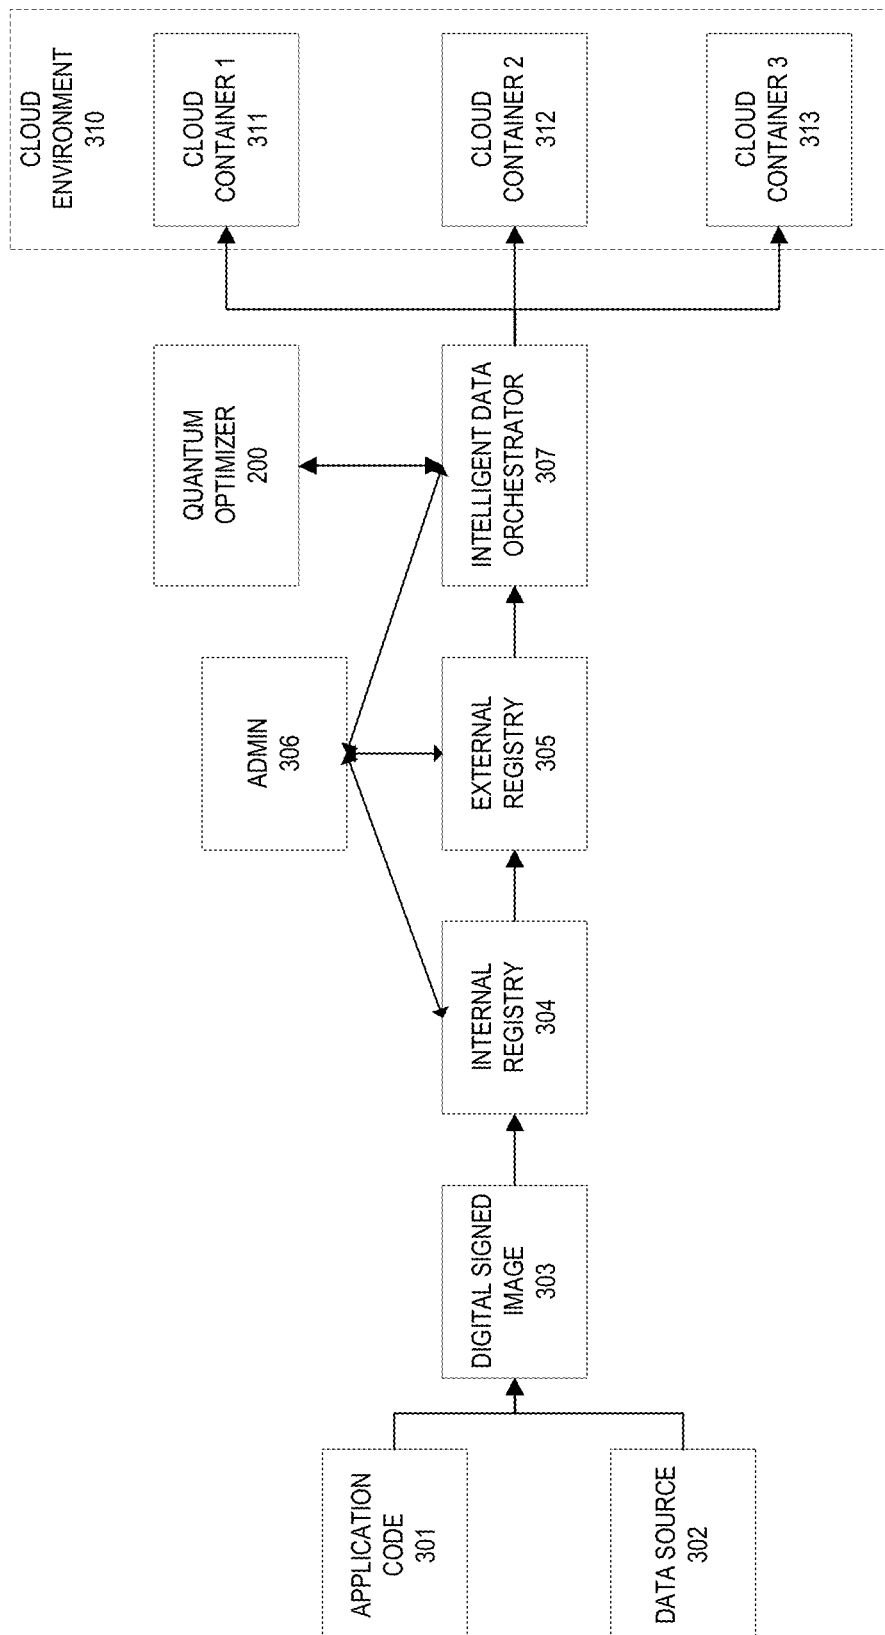 APPLICATION
CODE
301
DATA SOURCE
302
DIGITAL SIGNED
IMAGE
303
INTERNAL
REGISTRY
304
ADMIN
306
EXTERNAL
REGISTRY
305
QUANTUM
OPTIMIZER
200
INTELLIGENT DATA
ORCHESTRATOR
307
CLOUD
ENVIRONMENT
310
CLOUD
CONTAINER 1
311
CLOUD
CONTAINER 2
312
CLOUD
CONTAINER 3
313